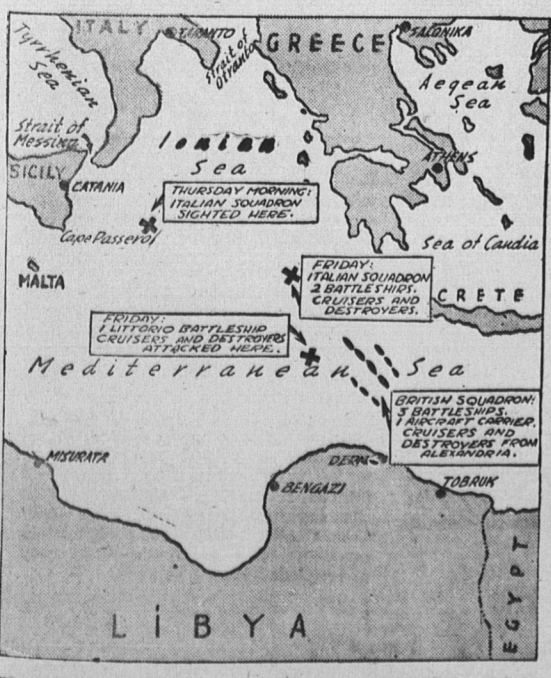 ITALY
TARANTO
Strait of
Otranto
GREECE
SALONIKA
Tyrrhenian
Sea
Aegean
Sea
Strait of
Messina
Ionian
Sea
ATHENS
SICILY
CATANIA
THURSDAY MORNING:
ITALIAN SQUADRON
SIGHTED HERE.
Cape Passero
Sea of Candia
MALTA
FRIDAY:
ITALIAN SQUADRON
2 BATTLESHIPS.
CRUISERS AND
DESTROYERS.
CRETE
FRIDAY:
1 LITTORIO BATTLESHIP
CRUISERS AND DESTROYERS
ATTACKED HERE.
Mediterranean Sea
BRITISH SQUADRON:
3 BATTLESHIPS.
1 AIRCRAFT CARRIER.
CRUISERS AND
DESTROYERS FROM
ALEXANDRIA.
MISURATA
DERNA
BENGAZI
TOBRUK
LIBYA
EGYPT